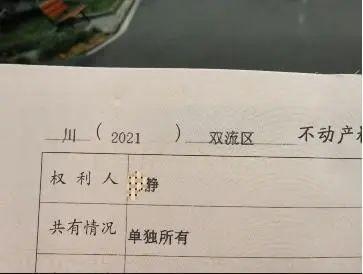 川（2021）双流区 不动产权
权利人 静
共有情况 单独所有